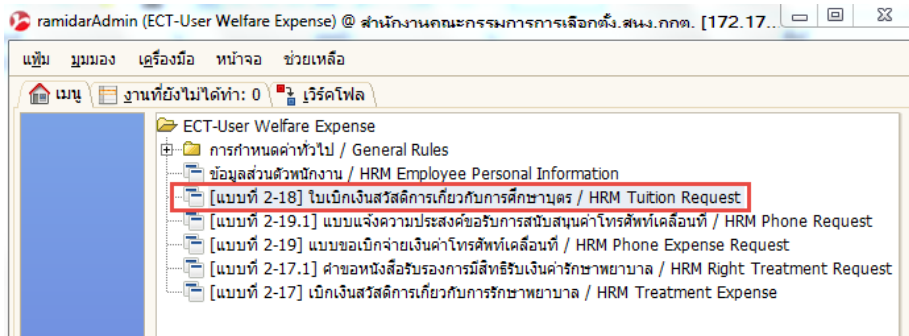 ramidarAdmin (ECT-User Welfare Expense) @ สำนักงานคณะกรรมการการเลือกตั้ง.สนง.กกต. [172.17..
แฟ้ม มุมมอง เครื่องมือ หน้าจอ ช่วยเหลือ
เมนู งานที่ยังไม่ได้ทำ: 0 เวิร์คโฟล
ECT-User Welfare Expense
การกำหนดค่าทั่วไป / General Rules
ข้อมูลส่วนตัวพนักงาน / HRM Employee Personal Information
[แบบที่ 2-18] ใบเบิกเงินสวัสดิการเกี่ยวกับการศึกษาบุตร / HRM Tuition Request
[แบบที่ 2-19.1] แบบแจ้งความประสงค์ขอรับการสนับสนุนค่าโทรศัพท์เคลื่อนที่ / HRM Phone Request
[แบบที่ 2-19] แบบขอเบิกจ่ายเงินค่าโทรศัพท์เคลื่อนที่ / HRM Phone Expense Request
[แบบที่ 2-17.1] คำขอหนังสือรับรองการมีสิทธิรับเงินค่ารักษาพยาบาล / HRM Right Treatment Request
[แบบที่ 2-17] เบิกเงินสวัสดิการเกี่ยวกับการรักษาพยาบาล / HRM Treatment Expense